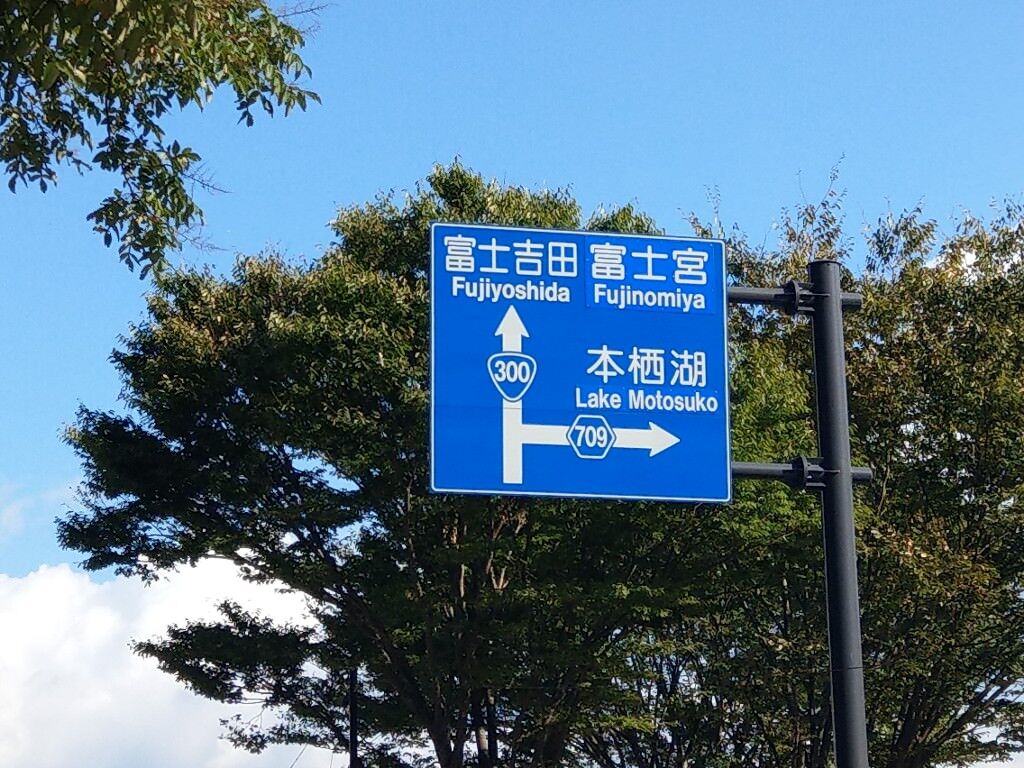 富士吉田 富士宮
Fujiyoshida Fujinomiya
300
本栖湖
Lake Motosuko
709